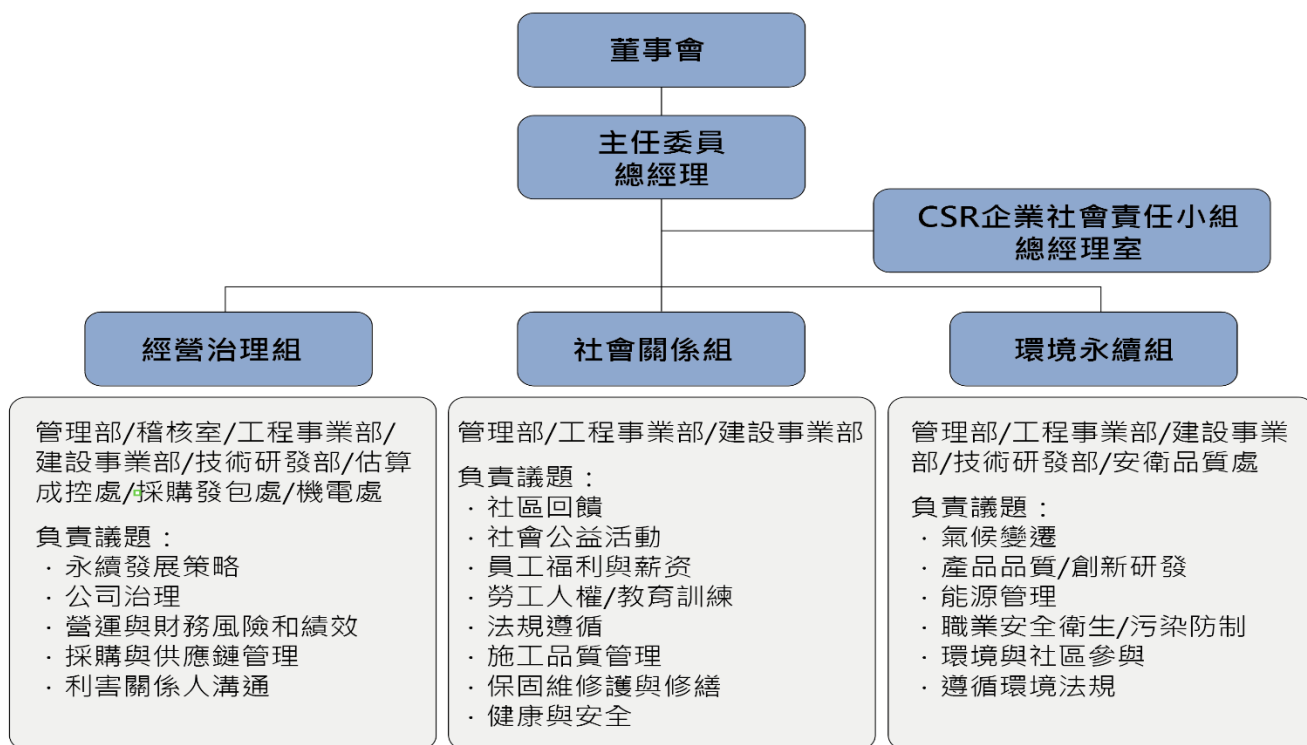 董事會
主任委員
總經理
CSR企業社會責任小組
總經理室
經營治理組
社會關係組
環境永續組
管理部/稽核室/工程事業部/
建設事業部/技術研發部/估算
成控處/採購發包處/機電處
負責議題：
· 永續發展策略
· 公司治理
· 營運與財務風險和績效
· 採購與供應鏈管理
· 利害關係人溝通
管理部/工程事業部/建設事業部
負責議題：
· 社區回饋
· 社會公益活動
· 員工福利與薪资
· 勞工人權/教育訓練
· 法規遵循
· 施工品質管理
· 保固維修護與修繕
· 健康與安全
管理部/工程事業部/建設事業
部/技術研發部/安衛品質處
負責議題：
· 氣候變遷
· 產品品質/創新研發
· 能源管理
· 職業安全衛生/污染防制
· 環境與社區參與
· 遵循環境法規